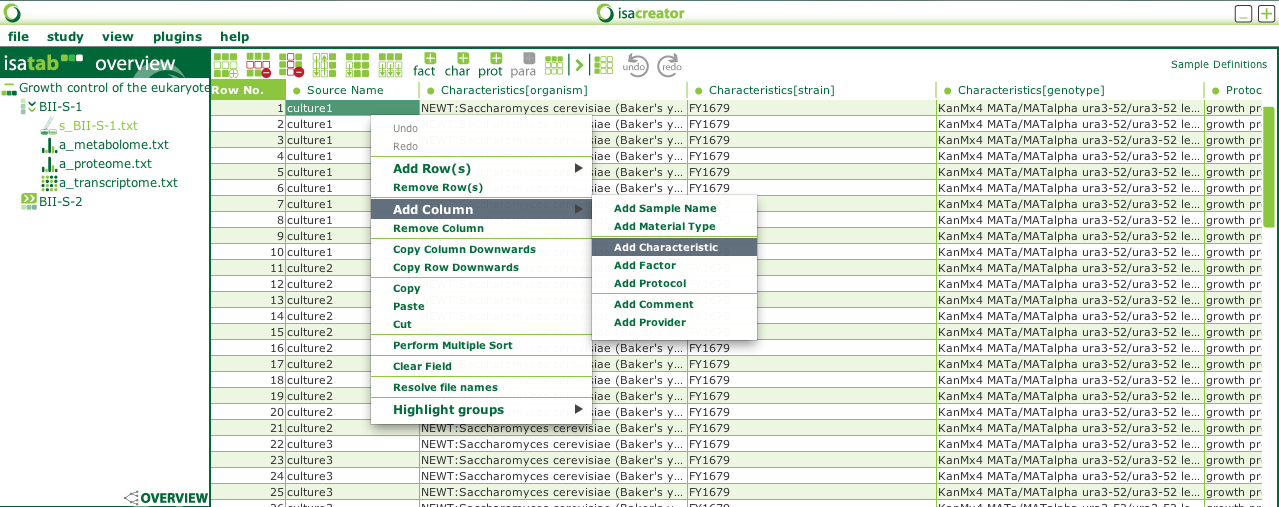 isacreator
file study view plugins help
isatab overview
fact char prot para undo redo
Sample Definitions
Growth control of the eukaryote
BII-S-1
s_BII-S-1.txt
a_metabolome.txt
a_proteome.txt
a_transcriptome.txt
BII-S-2
OVERVIEW
Row No. Source Name Characteristics[organism] Characteristics[strain] Characteristics[genotype] Protoc
1 culture1 NEWT:Saccharomyces cerevisiae (Baker's y... FY1679 KanMx4 MATa/MATalpha ura3-52/ura3-52 le... growth pr
2 culture1 iae (Baker's y... FY1679 KanMx4 MATa/MATalpha ura3-52/ura3-52 le... growth pr
3 culture1 iae (Baker's y... FY1679 KanMx4 MATa/MATalpha ura3-52/ura3-52 le... growth pr
4 culture1 iae (Baker's y... FY1679 KanMx4 MATa/MATalpha ura3-52/ura3-52 le... growth pr
5 culture1 iae (Baker's y... FY1679 KanMx4 MATa/MATalpha ura3-52/ura3-52 le... growth pr
6 culture1 iae (Baker's y... FY1679 KanMx4 MATa/MATalpha ura3-52/ura3-52 le... growth pr
7 culture1 KanMx4 MATa/MATalpha ura3-52/ura3-52 le... growth pr
8 culture1 KanMx4 MATa/MATalpha ura3-52/ura3-52 le... growth pr
9 culture1 KanMx4 MATa/MATalpha ura3-52/ura3-52 le... growth pr
10 culture1 KanMx4 MATa/MATalpha ura3-52/ura3-52 le... growth pr
11 culture2 KanMx4 MATa/MATalpha ura3-52/ura3-52 le... growth pr
12 culture2 KanMx4 MATa/MATalpha ura3-52/ura3-52 le... growth pr
13 culture2 KanMx4 MATa/MATalpha ura3-52/ura3-52 le... growth pr
14 culture2 KanMx4 MATa/MATalpha ura3-52/ura3-52 le... growth pr
15 culture2 KanMx4 MATa/MATalpha ura3-52/ura3-52 le... growth pr
16 culture2 iae (Baker's y... FY1679 KanMx4 MATa/MATalpha ura3-52/ura3-52 le... growth pr
17 culture2 iae (Baker's y... FY1679 KanMx4 MATa/MATalpha ura3-52/ura3-52 le... growth pr
18 culture2 iae (Baker's y... FY1679 KanMx4 MATa/MATalpha ura3-52/ura3-52 le... growth pr
19 culture2 iae (Baker's y... FY1679 KanMx4 MATa/MATalpha ura3-52/ura3-52 le... growth pr
20 culture2 iae (Baker's y... FY1679 KanMx4 MATa/MATalpha ura3-52/ura3-52 le... growth pr
21 culture2 NEWT:Saccharomyces cerevisiae (Baker's y... FY1679 KanMx4 MATa/MATalpha ura3-52/ura3-52 le... growth pr
22 culture3 NEWT:Saccharomyces cerevisiae (Baker's y... FY1679 KanMx4 MATa/MATalpha ura3-52/ura3-52 le... growth pr
23 culture3 NEWT:Saccharomyces cerevisiae (Baker's y... FY1679 KanMx4 MATa/MATalpha ura3-52/ura3-52 le... growth pr
24 culture3 NEWT:Saccharomyces cerevisiae (Baker's y... FY1679 KanMx4 MATa/MATalpha ura3-52/ura3-52 le... growth pr
25 culture3 NEWT:Saccharomyces cerevisiae (Baker's y... FY1679 KanMx4 MATa/MATalpha ura3-52/ura3-52 le... growth pr
Undo
Redo
Add Row(s)
Remove Row(s)
Add Column
Remove Column
Copy Column Downwards
Copy Row Downwards
Copy
Paste
Cut
Perform Multiple Sort
Clear Field
Resolve file names
Highlight groups
Add Sample Name
Add Material Type
Add Characteristic
Add Factor
Add Protocol
Add Comment
Add Provider